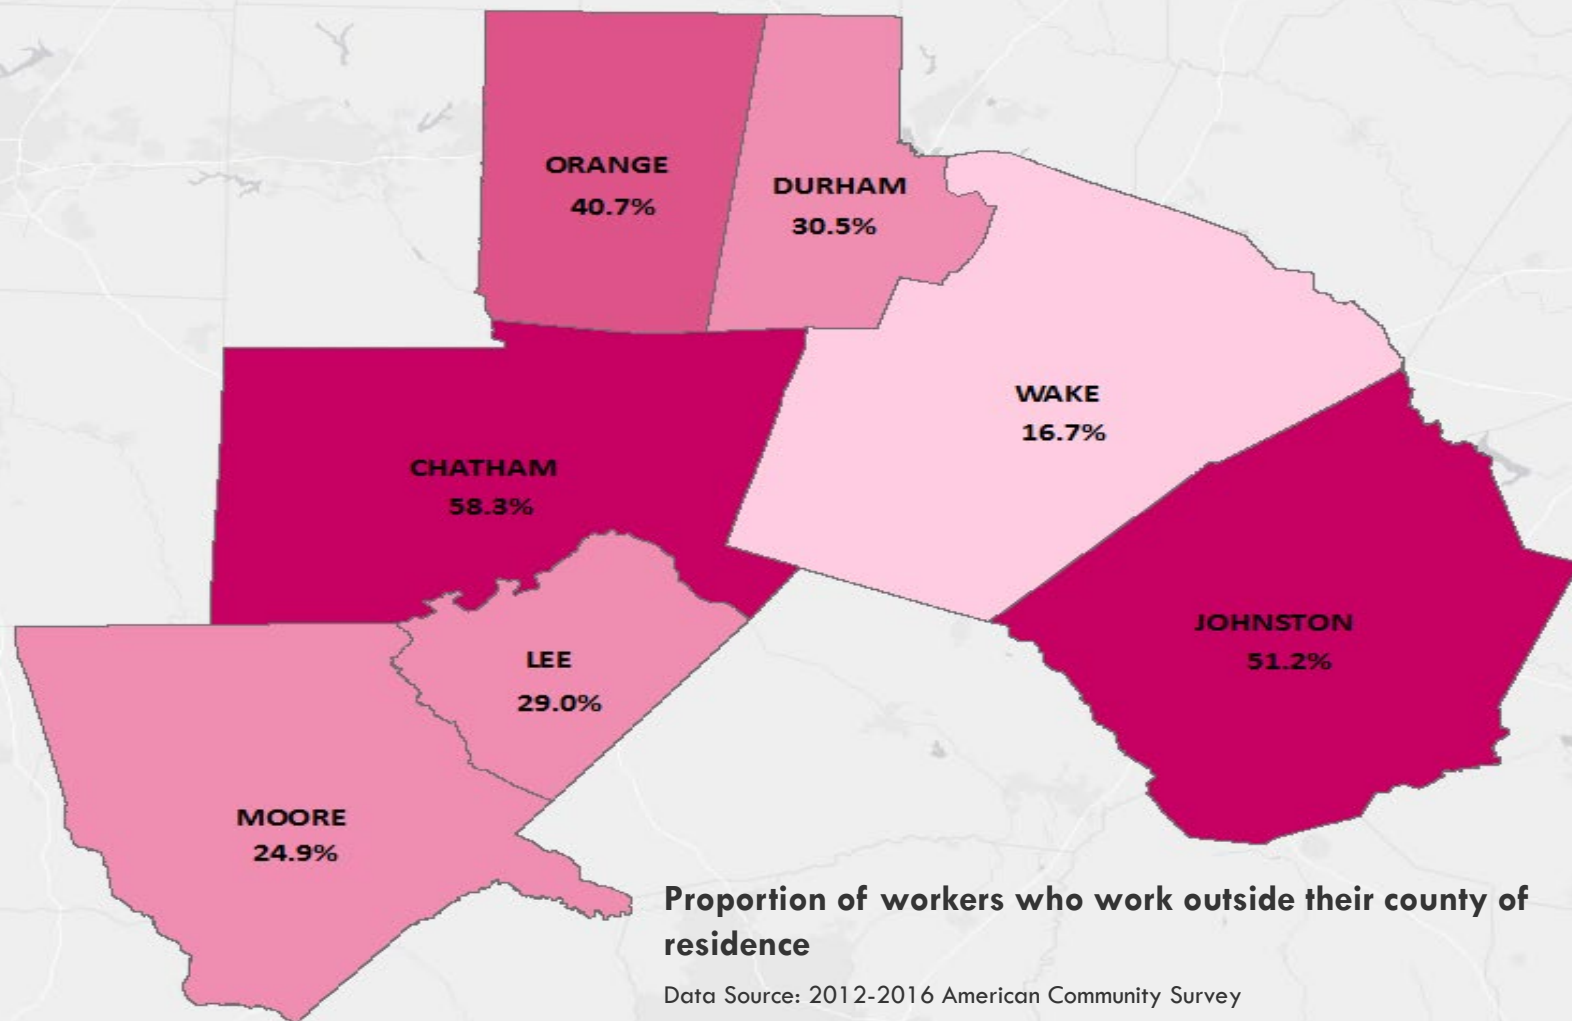 ORANGE
40.7%
DURHAM
30.5%
WAKE
16.7%
CHATHAM
58.3%
JOHNSTON
51.2%
LEE
29.0%
MOORE
24.9%
Proportion of workers who work outside their county of
residence
Data Source: 2012-2016 American Community Survey